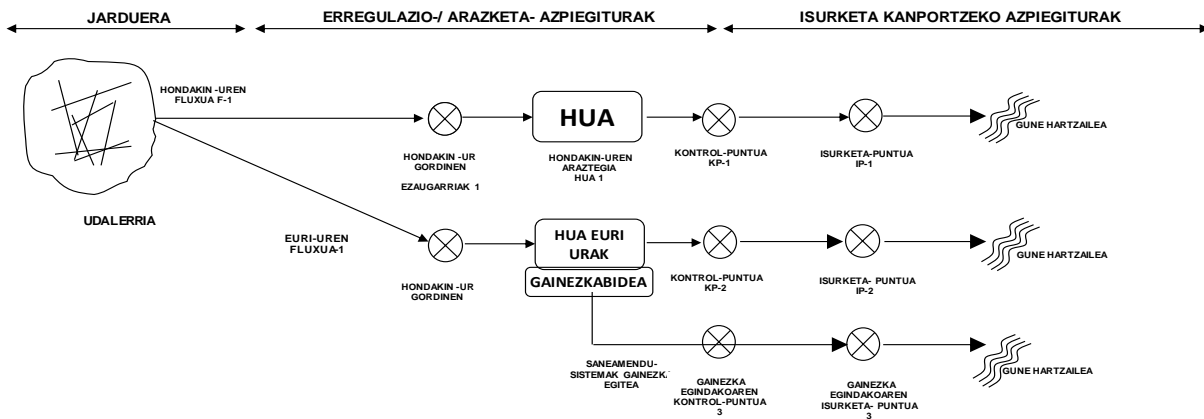 JARDUERA
ERREGULAZIO-/ ARAZKETA- AZPIEGITURAK
ISURKETA KANPORTZEKO AZPIEGITURAK
HONDAKIN -UREN
FLUXUA F-1
UDALERRIA
HONDAKIN -UR
GORDINEN
EZAUGARRIAK 1
HUA
HONDAKIN-UREN
ARAZTEGIA
HUA 1
KONTROL-PUNTUA
KP-1
ISURKETA-PUNTUA
IP-1
GUNE HARTZAILEA
EURI-UREN
FLUXUA-1
HONDAKIN -UR
GORDINEN
HUA EURI
URAK
GAINEZKABIDEA
KONTROL-PUNTUA
KP-2
ISURKETA- PUNTUA
IP-2
GUNE HARTZAILEA
SANEAMENDU-
SISTEMAK GAINEZKA
EGITEA
GAINEZKA
EGINDAKOAREN
KONTROL-PUNTUA
3
GAINEZKA
EGINDAKOAREN
ISURKETA- PUNTUA
3
GUNE HARTZAILEA